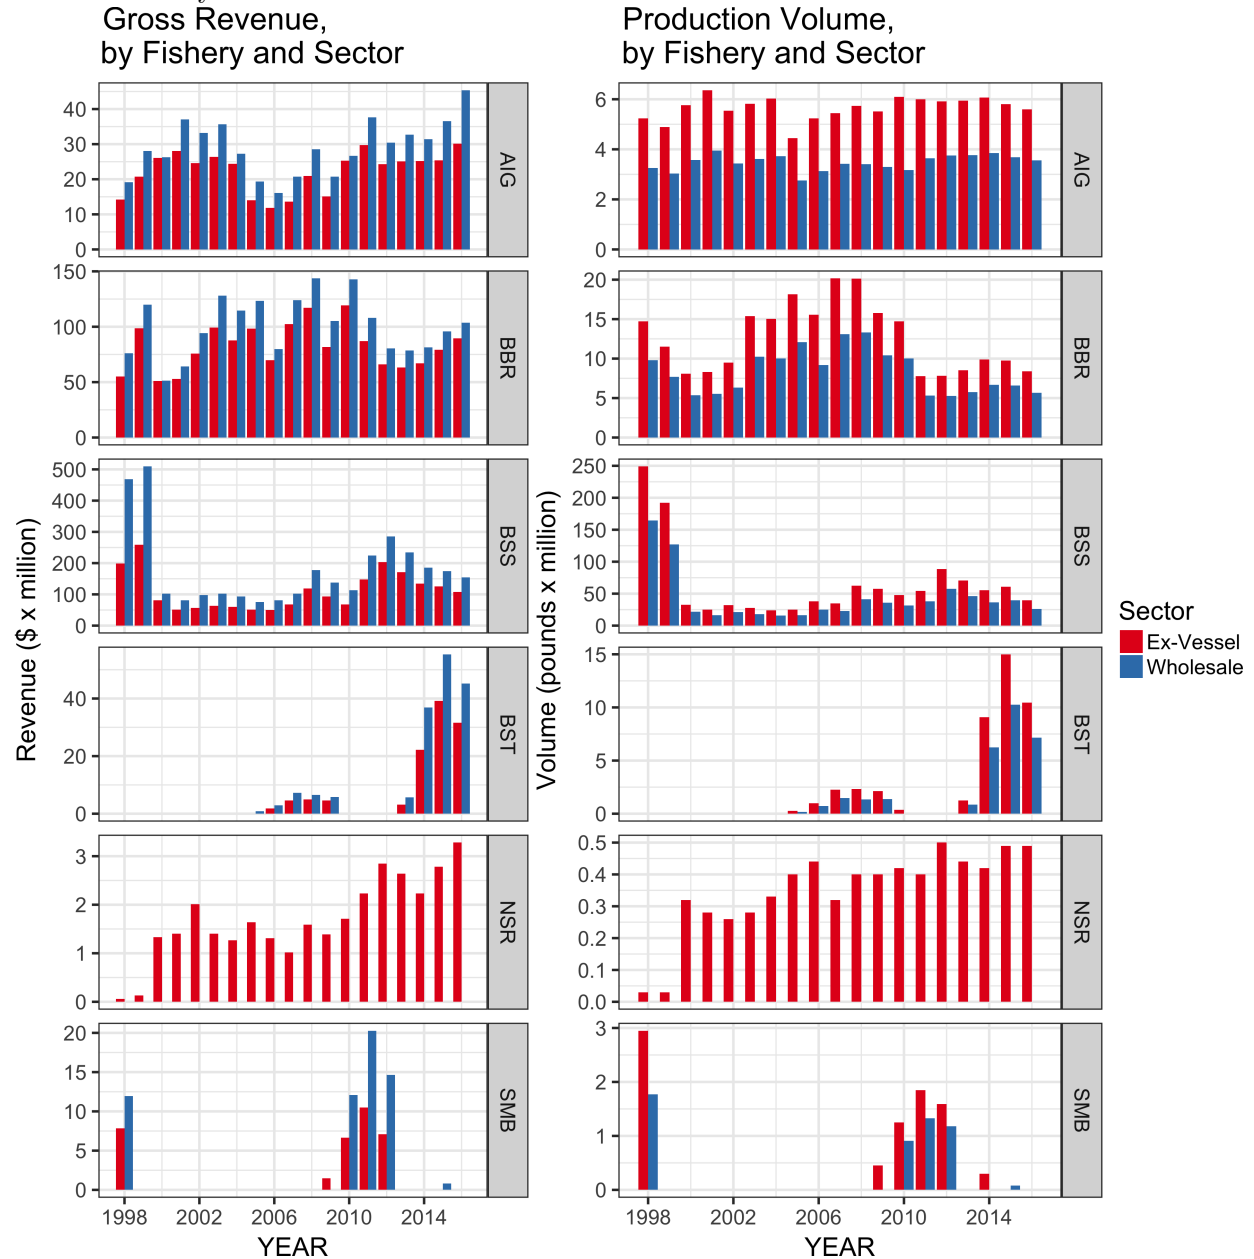 Gross Revenue,
by Fishery and Sector
Production Volume,
by Fishery and Sector
Revenue ($ x million)
0
10
20
30
40
AIG
0
50
100
150
BBR
0
100
200
300
400
500
BSS
0
20
40
BST
0
1
2
3
NSR
0
5
10
15
20
SMB
1998
2002
2006
2010
2014
YEAR
Volume (pounds x million)
0
2
4
6
AIG
0
5
10
15
20
BBR
0
50
100
150
200
250
BSS
0
5
10
15
BST
0.0
0.1
0.2
0.3
0.4
0.5
NSR
0
1
2
3
SMB
1998
2002
2006
2010
2014
YEAR
Sector
Ex-Vessel
Wholesale